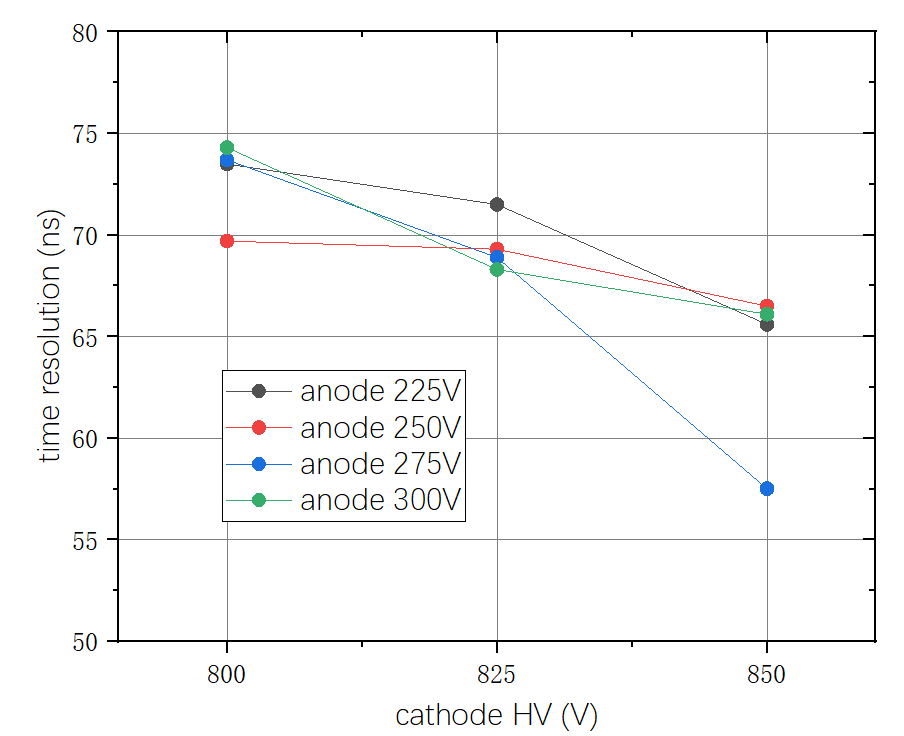 80
75
70
65
60
55
50
time resolution (ns)
anode 225V
anode 250V
anode 275V
anode 300V
800
825
850
cathode HV (V)